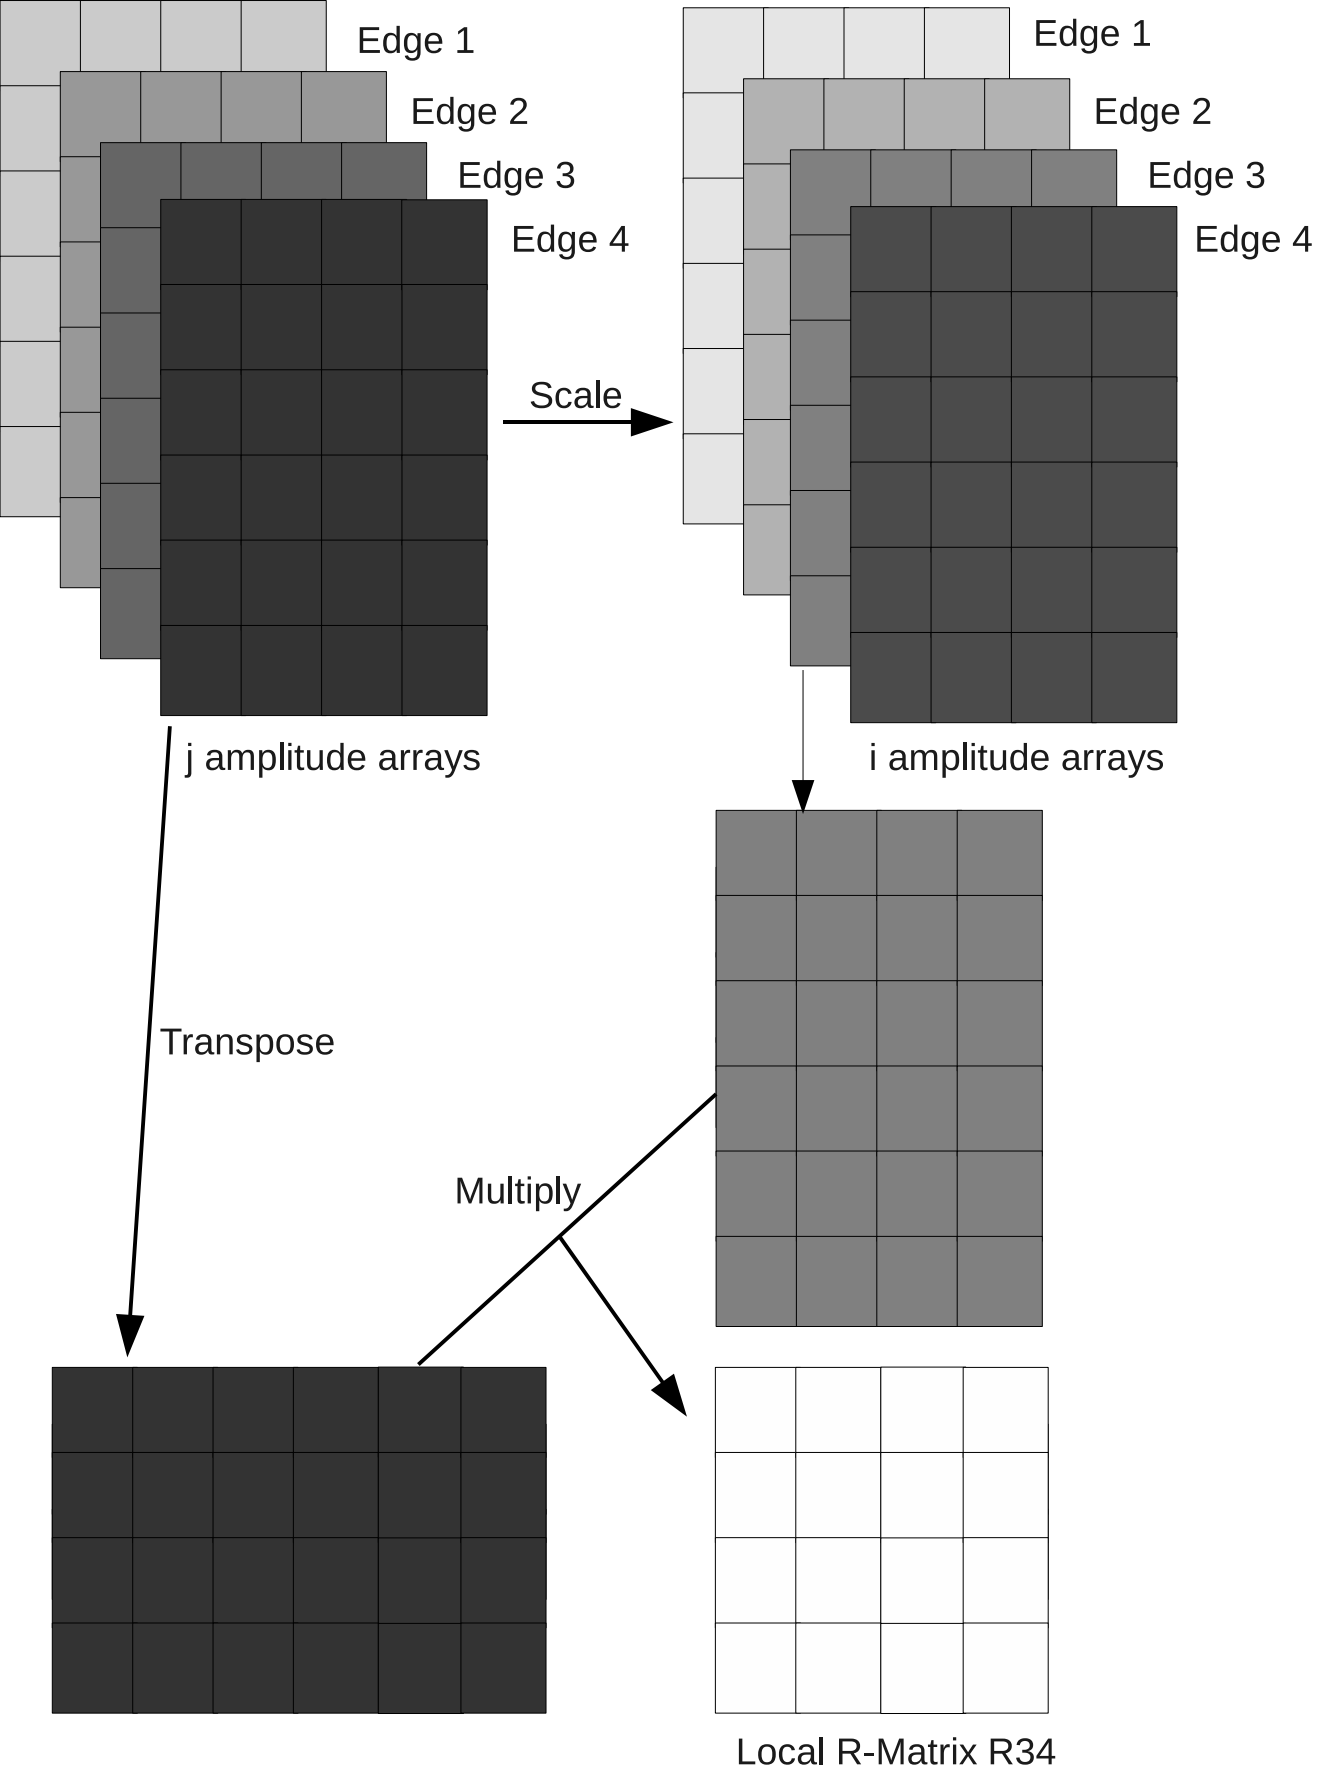 Edge 1
Edge 2
Edge 3
Edge 4
Edge 1
Edge 2
Edge 3
Edge 4
Scale
j amplitude arrays
i amplitude arrays
Transpose
Multiply
Local R-Matrix R34